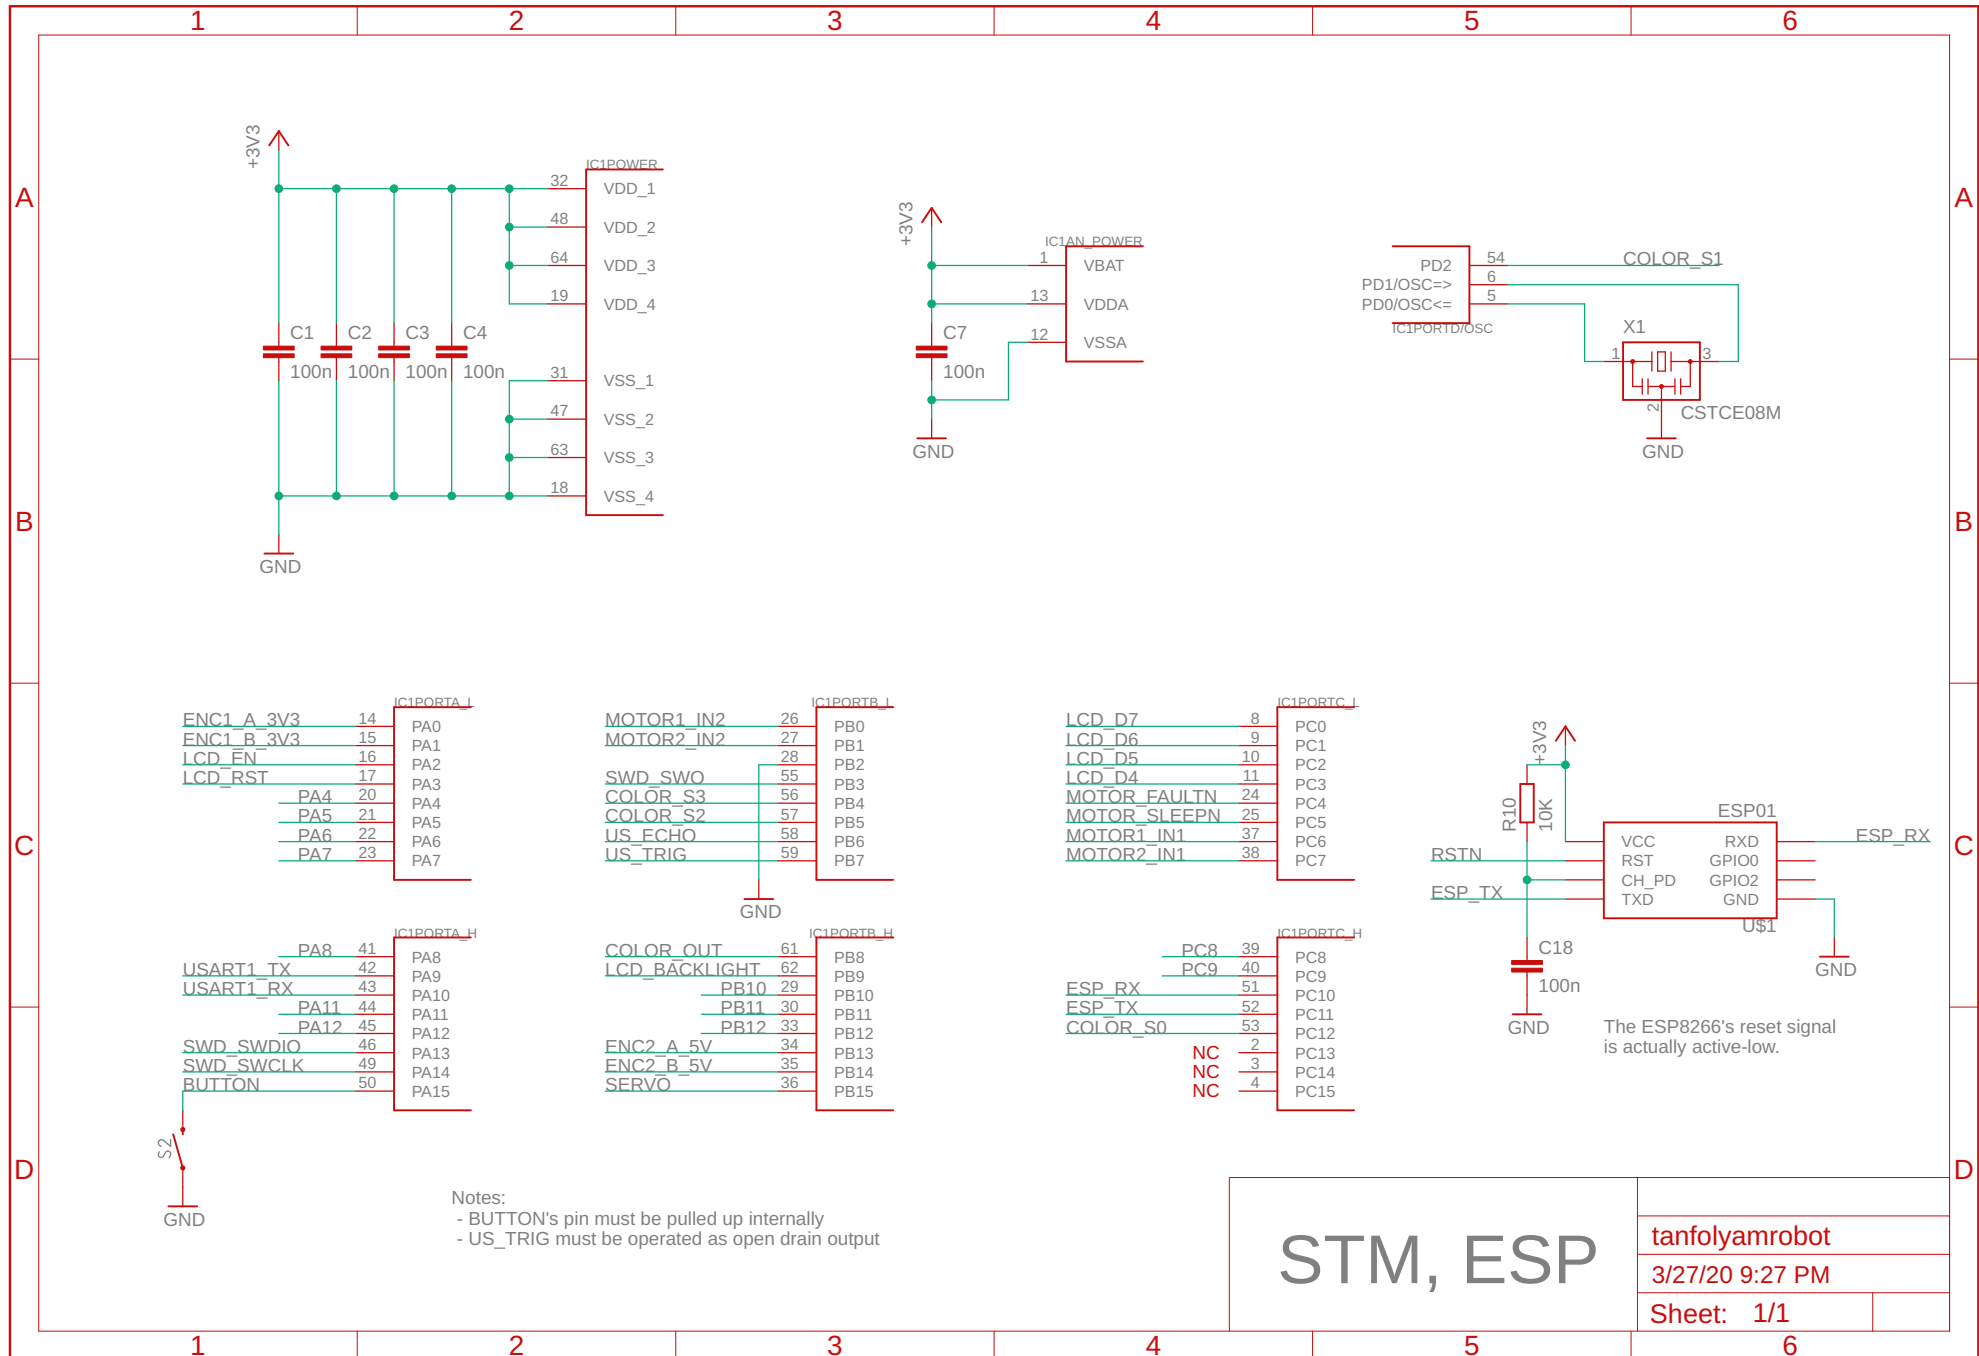 1 2 3 4 5 6
A A
+3V3
IC1POWER
32 VDD_1
48 VDD_2
64 VDD_3
19 VDD_4
C1 C2 C3 C4
100n 100n 100n 100n
31 VSS_1
47 VSS_2
63 VSS_3
18 VSS_4
GND
+3V3
IC1AN_POWER
1 VBAT
13 VDDA
12 VSSA
C7
100n
GND
PD2 54 COLOR_S1
PD1/OSC=> 6
PD0/OSC<= 5
IC1PORTD/OSC
X1
1 3
2
CSTCE08M
GND
B B
IC1PORTA_L
ENC1_A_3V3 14 PA0
ENC1_B_3V3 15 PA1
LCD_EN 16 PA2
LCD_RST 17 PA3
PA4 20 PA4
PA5 21 PA5
PA6 22 PA6
PA7 23 PA7
IC1PORTB_L
MOTOR1_IN2 26 PB0
MOTOR2_IN2 27 PB1
28 PB2
SWD_SWO 55 PB3
COLOR_S3 56 PB4
COLOR_S2 57 PB5
US_ECHO 58 PB6
US_TRIG 59 PB7
GND
IC1PORTC_L
LCD_D7 8 PC0
LCD_D6 9 PC1
LCD_D5 10 PC2
LCD_D4 11 PC3
MOTOR_FAULTN 24 PC4
MOTOR_SLEEPN 25 PC5
MOTOR1_IN1 37 PC6
MOTOR2_IN1 38 PC7
+3V3
R10
10K
ESP01
VCC RXD ESP_RX
RSTN RST GPIO0
CH_PD GPIO2
ESP_TX TXD GND
U$1
C18
100n
GND
GND
The ESP8266's reset signal
is actually active-low.
C C
IC1PORTA_H
PA8 41 PA8
USART1_TX 42 PA9
USART1_RX 43 PA10
PA11 44 PA11
PA12 45 PA12
SWD_SWDIO 46 PA13
SWD_SWCLK 49 PA14
BUTTON 50 PA15
S2
GND
IC1PORTB_H
COLOR_OUT 61 PB8
LCD_BACKLIGHT 62 PB9
PB10 29 PB10
PB11 30 PB11
PB12 33 PB12
ENC2_A_5V 34 PB13
ENC2_B_5V 35 PB14
SERVO 36 PB15
IC1PORTC_H
PC8 39 PC8
PC9 40 PC9
ESP_RX 51 PC10
ESP_TX 52 PC11
COLOR_S0 53 PC12
NC 2 PC13
NC 3 PC14
NC 4 PC15
D D
Notes:
- BUTTON's pin must be pulled up internally
- US_TRIG must be operated as open drain output
STM, ESP
tanfolyamrobot
3/27/20 9:27 PM
Sheet: 1/1
1 2 3 4 5 6